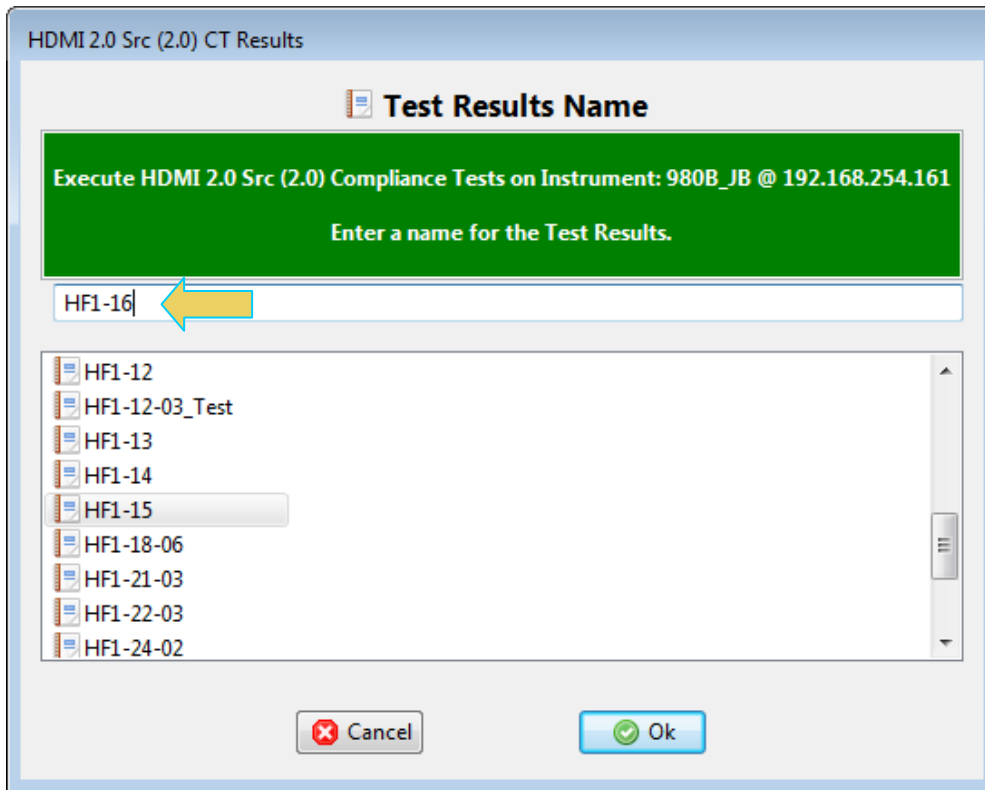 HDMI 2.0 Src (2.0) CT Results
Test Results Name
Execute HDMI 2.0 Src (2.0) Compliance Tests on Instrument: 980B_JB @ 192.168.254.161
Enter a name for the Test Results.
HF1-16
HF1-12
HF1-12-03_Test
HF1-13
HF1-14
HF1-15
HF1-18-06
HF1-21-03
HF1-22-03
HF1-24-02
Cancel
Ok